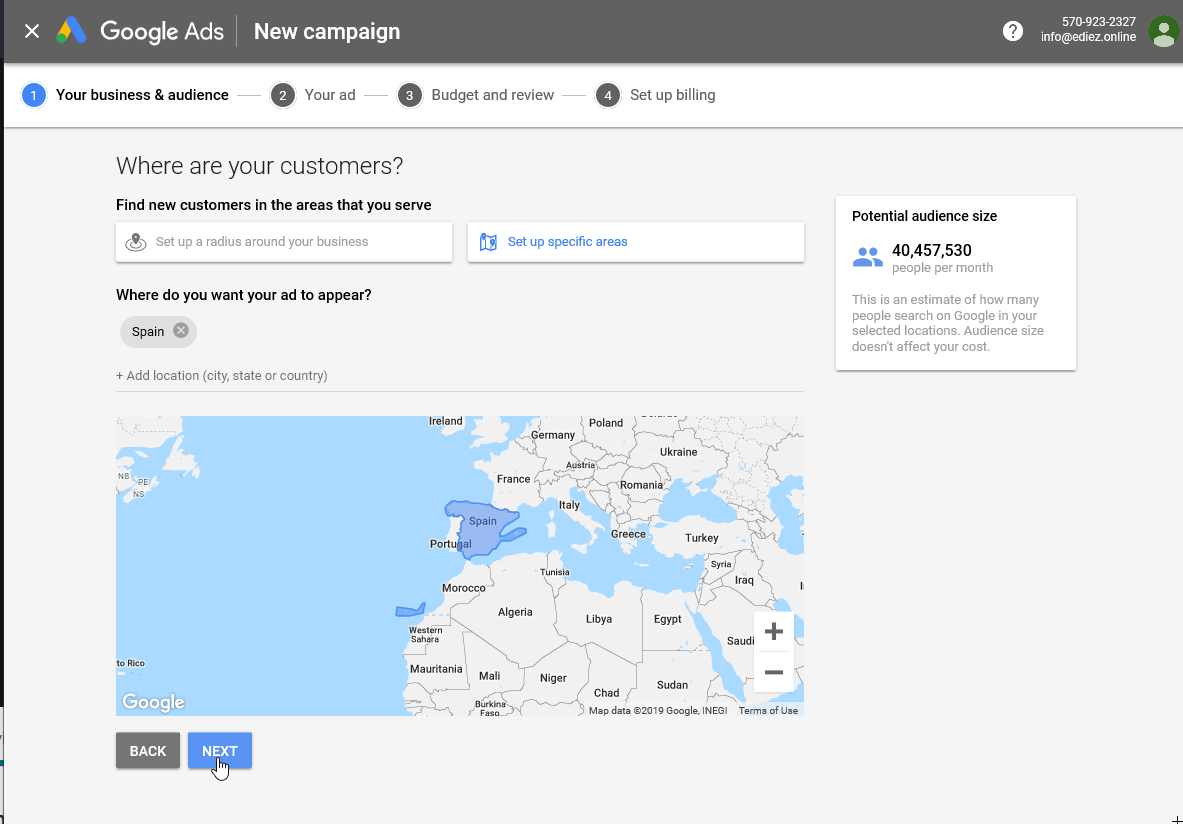 Google Ads
New campaign
570-923-2327
info@ediez.online
1 Your business & audience
2 Your ad
3 Budget and review
4 Set up billing
Where are your customers?
Find new customers in the areas that you serve
Set up a radius around your business
Set up specific areas
Where do you want your ad to appear?
Spain
+ Add location (city, state or country)
Potential audience size
40,457,530
people per month
This is an estimate of how many
people search on Google in your
selected locations. Audience size
doesn't affect your cost.
Ireland
Poland
Germany
Ukraine
Austria
France
Romania
NB
PE
NS
Italy
Spain
Greece
Turkey
Portugal
Syria
Tunisia
Iraq
Morocco
Algeria
Libya
Egypt
Western
Sahara
Saudi
to Rico
Mauritania
Mali
Niger
Chad
Sudan
Burkina
Faso
Google
Map data ©2019 Google, INEGI
Terms of Use
BACK
NEXT